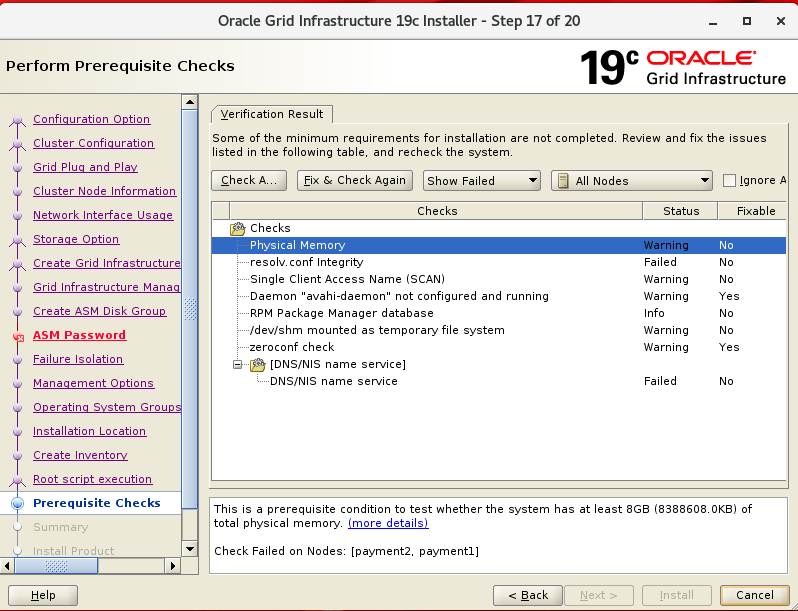 Oracle Grid Infrastructure 19c Installer - Step 17 of 20
Perform Prerequisite Checks
19c ORACLE
Grid Infrastructure
Configuration Option
Cluster Configuration
Grid Plug and Play
Cluster Node Information
Network Interface Usage
Storage Option
Create Grid Infrastructure
Grid Infrastructure Manag
Create ASM Disk Group
ASM Password
Failure Isolation
Management Options
Operating System Groups
Installation Location
Create Inventory
Root script execution
Prerequisite Checks
Summary
Install Product
Verification Result
Some of the minimum requirements for installation are not completed. Review and fix the issues
listed in the following table, and recheck the system.
Check A... Fix & Check Again Show Failed All Nodes Ignore A
Checks Status Fixable
Checks
Physical Memory Warning No
resolv.conf Integrity Failed No
Single Client Access Name (SCAN) Warning No
Daemon "avahi-daemon" not configured and running Warning Yes
RPM Package Manager database Info No
/dev/shm mounted as temporary file system Warning No
zeroconf check Warning Yes
[DNS/NIS name service]
DNS/NIS name service Failed No
This is a prerequisite condition to test whether the system has at least 8GB (8388608.0KB) of
total physical memory. (more details)
Check Failed on Nodes: [payment2, payment1]
Help < Back Next > Install Cancel